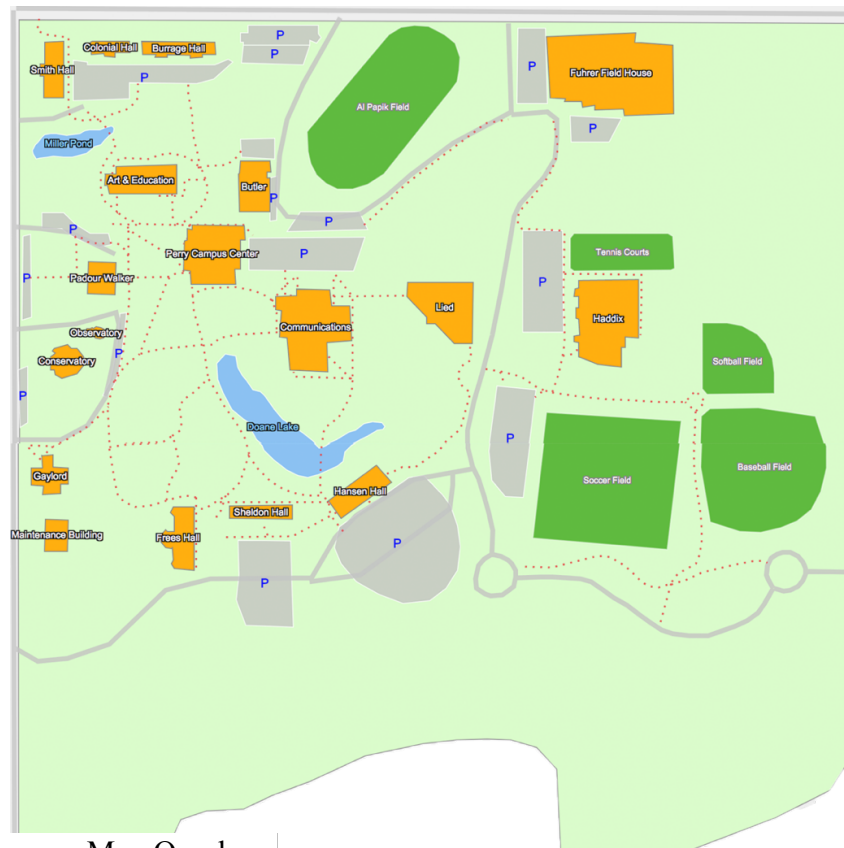 P
Colonial Hall
Burrage Hall
P
Smith Hall
P
P
Fuhrer Field House
Al Papik Field
P
Miller Pond
Art & Education
Butler
P
P
P
Perry Campus Center
P
Tennis Courts
P
Padour Walker
P
Lied
Haddix
Communications
Observatory
P
Conservatory
Softball Field
P
Doane Lake
P
Gaylord
Baseball Field
Soccer Field
Hansen Hall
Sheldon Hall
Maintenance Building
Frees Hall
P
P